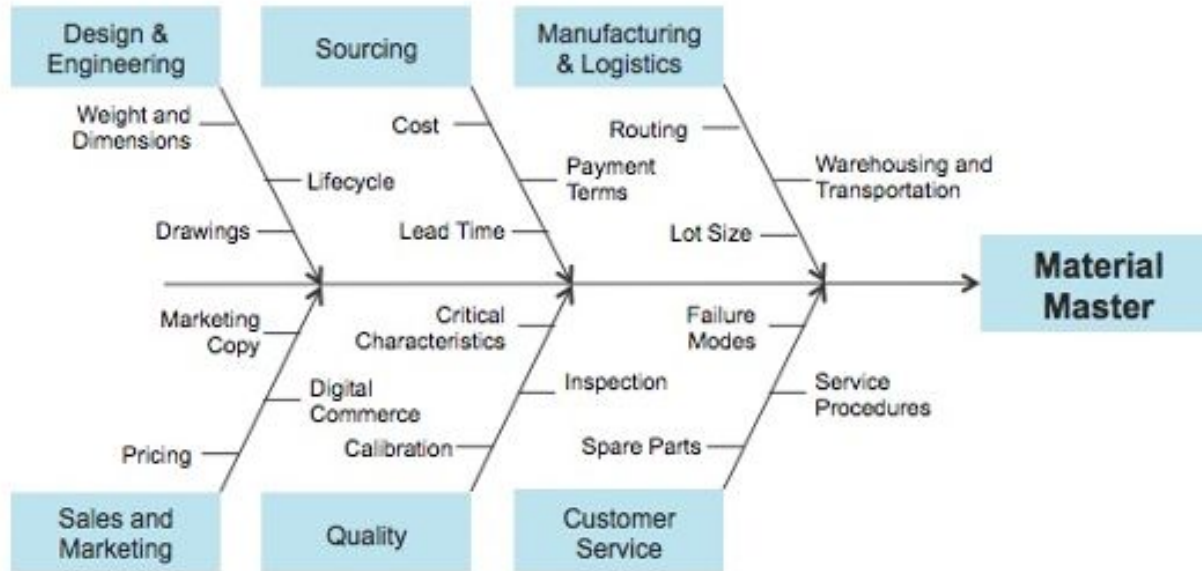 Design &
Engineering
Sourcing
Manufacturing
& Logistics
Weight and
Dimensions
Lifecycle
Drawings
Cost
Payment
Terms
Lead Time
Routing
Warehousing and
Transportation
Lot Size
Material
Master
Marketing
Copy
Digital
Commerce
Pricing
Critical
Characteristics
Inspection
Calibration
Failure
Modes
Service
Procedures
Spare Parts
Sales and
Marketing
Quality
Customer
Service